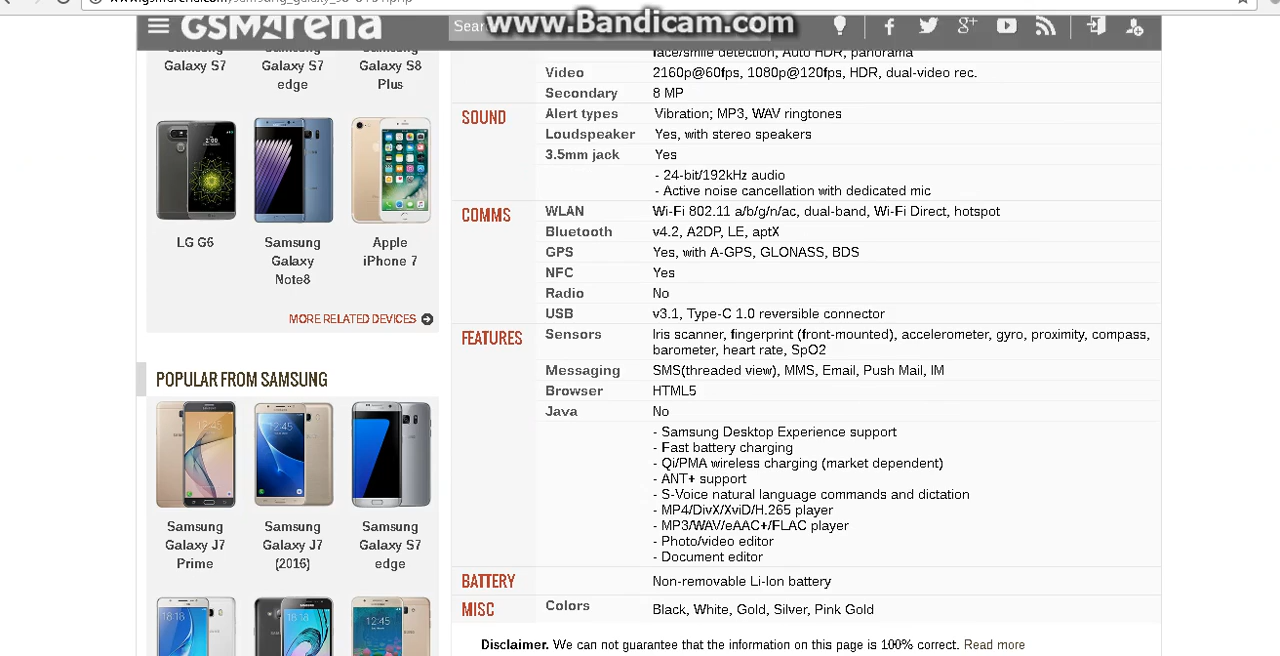 www.Bandicam.com
GSMArena
Sear
Galaxy S7
Galaxy S7
edge
Galaxy S8
Plus
LG G6
Samsung
Galaxy
Note8
Apple
iPhone 7
MORE RELATED DEVICES
POPULAR FROM SAMSUNG
Samsung
Galaxy J7
Prime
Samsung
Galaxy J7
(2016)
Samsung
Galaxy S7
edge
face/smile detection, Auto HDR, panorama
Video 2160p@60fps, 1080p@120fps, HDR, dual-video rec.
Secondary 8 MP
SOUND Alert types Vibration; MP3, WAV ringtones
Loudspeaker Yes, with stereo speakers
3.5mm jack Yes
- 24-bit/192kHz audio
- Active noise cancellation with dedicated mic
COMMS WLAN Wi-Fi 802.11 a/b/g/n/ac, dual-band, Wi-Fi Direct, hotspot
Bluetooth v4.2, A2DP, LE, aptX
GPS Yes, with A-GPS, GLONASS, BDS
NFC Yes
Radio No
USB v3.1, Type-C 1.0 reversible connector
FEATURES Sensors Iris scanner, fingerprint (front-mounted), accelerometer, gyro, proximity, compass,
barometer, heart rate, SpO2
Messaging SMS(threaded view), MMS, Email, Push Mail, IM
Browser HTML5
Java No
- Samsung Desktop Experience support
- Fast battery charging
- Qi/PMA wireless charging (market dependent)
- ANT+ support
- S-Voice natural language commands and dictation
- MP4/DivX/XviD/H.265 player
- MP3/WAV/eAAC+/FLAC player
- Photo/video editor
- Document editor
BATTERY Non-removable Li-Ion battery
MISC Colors Black, White, Gold, Silver, Pink Gold
Disclaimer. We can not guarantee that the information on this page is 100% correct. Read more